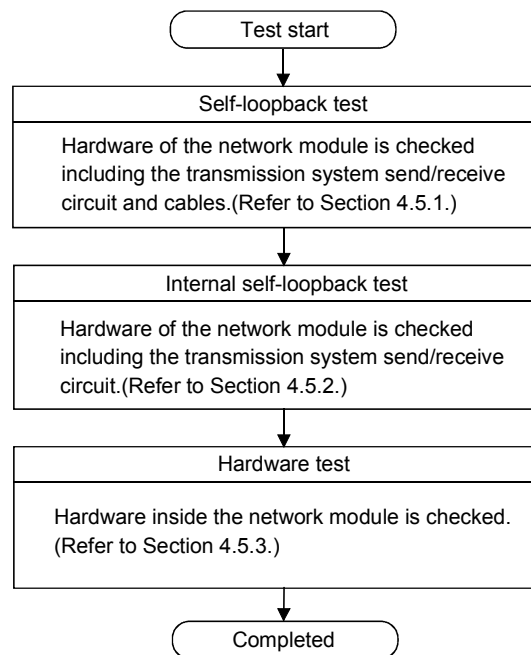 Test start
Self-loopback test
Hardware of the network module is checked
including the transmission system send/receive
circuit and cables.(Refer to Section 4.5.1.)
Internal self-loopback test
Hardware of the network module is checked
including the transmission system send/receive
circuit.(Refer to Section 4.5.2.)
Hardware test
Hardware inside the network module is checked.
(Refer to Section 4.5.3.)
Completed